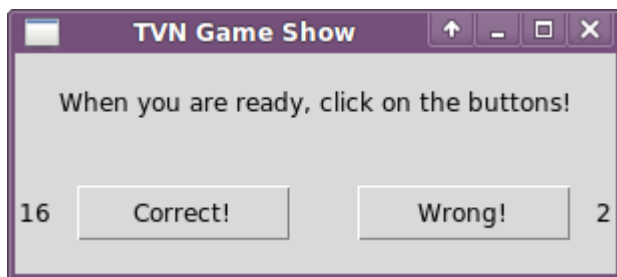 TVN Game Show
When you are ready, click on the buttons!
16 Correct! Wrong! 2